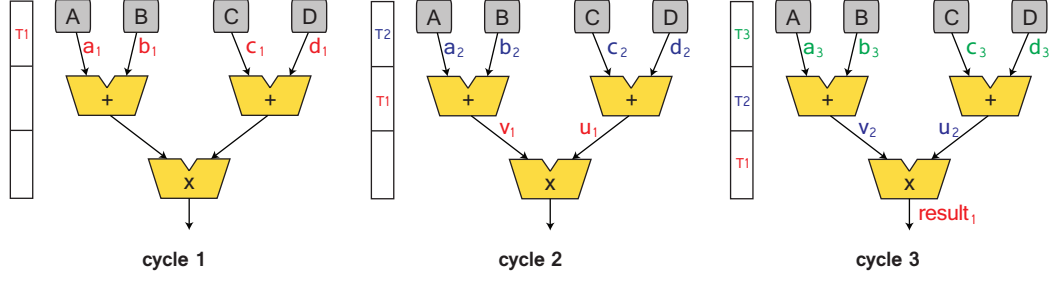 A B C D
T1 a1 b1 c1 d1
+ +
x
cycle 1
A B C D
T2 a2 b2 c2 d2
+ +
T1 v1 u1
x
cycle 2
A B C D
T3 a3 b3 c3 d3
T2 + +
v2 u2
T1 x
result1
cycle 3